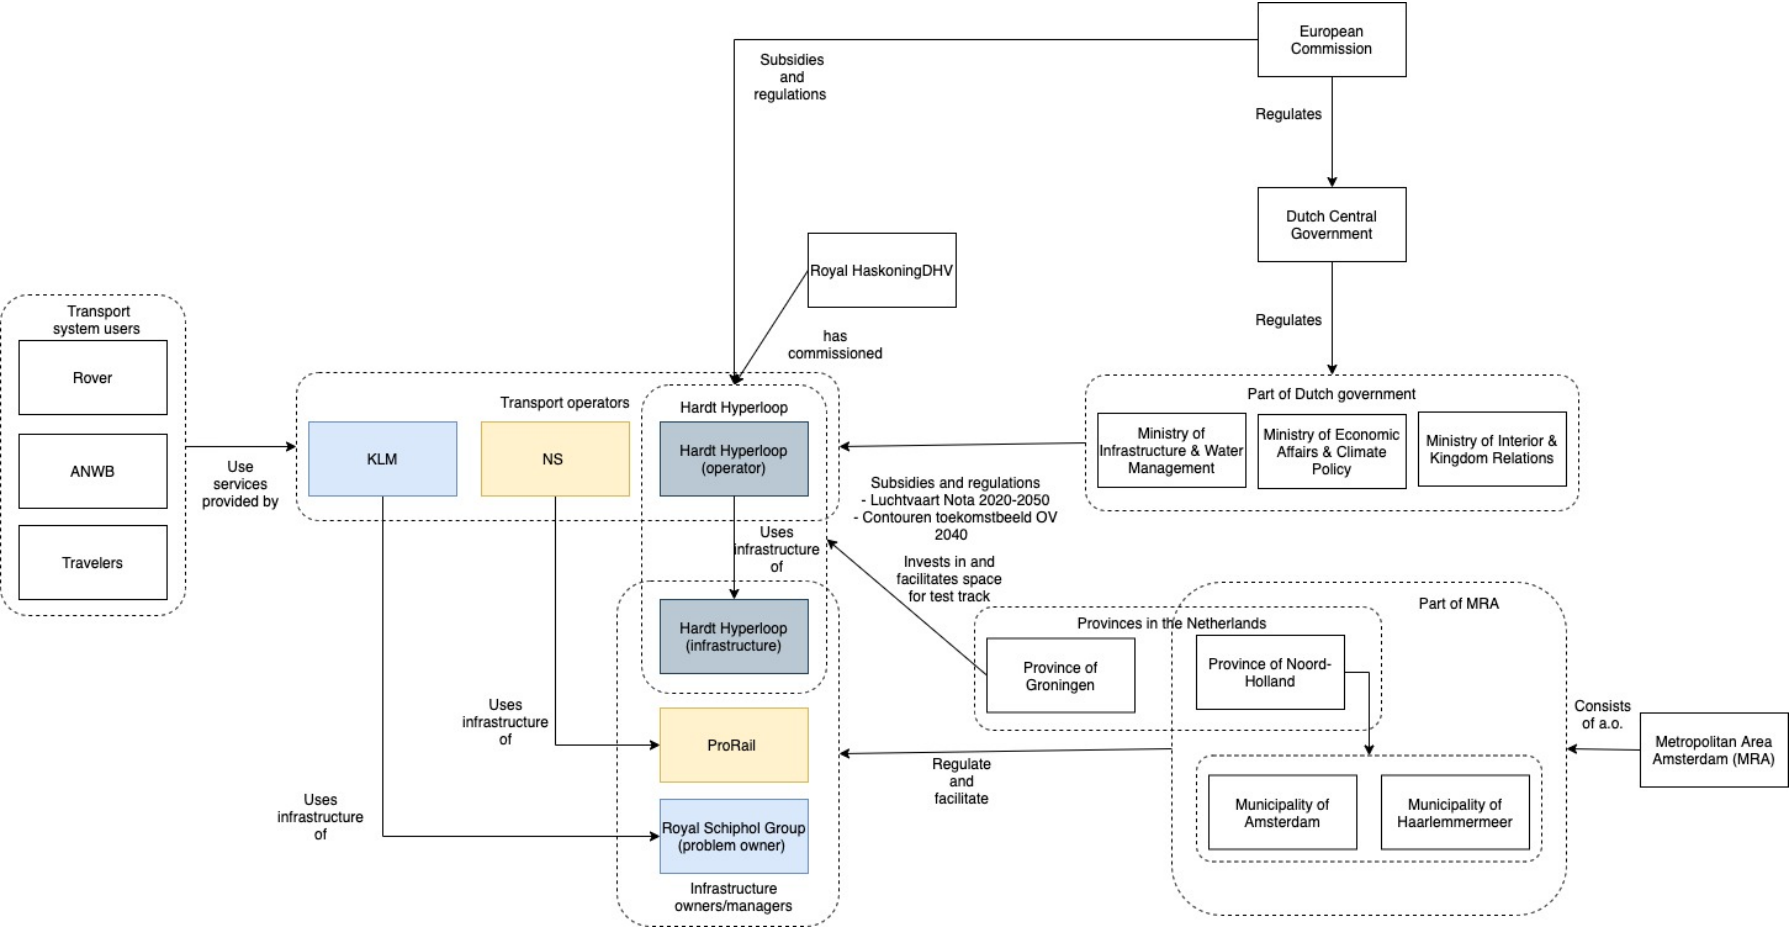 European
Commission
Subsidies
and
regulations
Regulates
Dutch Central
Government
Royal HaskoningDHV
has
commissioned
Regulates
Transport
system users
Rover
ANWB
Travelers
Use
services
provided by
Transport operators
KLM
NS
Hardt Hyperloop
Hardt Hyperloop
(operator)
Part of Dutch government
Ministry of
Infrastructure & Water
Management
Ministry of Economic
Affairs & Climate
Policy
Ministry of Interior &
Kingdom Relations
Subsidies and regulations
- Luchtvaart Nota 2020-2050
- Contouren toekomstbeeld OV
2040
Uses
infrastructure
of
Invests in and
facilitates space
for test track
Hardt Hyperloop
(infrastructure)
Part of MRA
Provinces in the Netherlands
Province of
Groningen
Province of Noord-
Holland
Uses
infrastructure
of
ProRail
Regulate
and
facilitate
Consists
of a.o.
Metropolitan Area
Amsterdam (MRA)
Municipality of
Amsterdam
Municipality of
Haarlemmermeer
Uses
infrastructure
of
Royal Schiphol Group
(problem owner)
Infrastructure
owners/managers